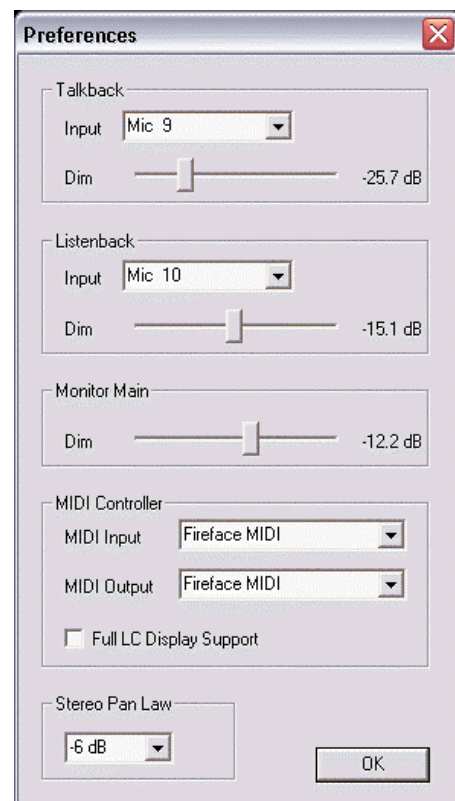 Preferences
Talkback
Input Mic 9
Dim -25.7 dB
Listenback
Input Mic 10
Dim -15.1 dB
Monitor Main
Dim -12.2 dB
MIDI Controller
MIDI Input Fireface MIDI
MIDI Output Fireface MIDI
Full LC Display Support
Stereo Pan Law
-6 dB
OK